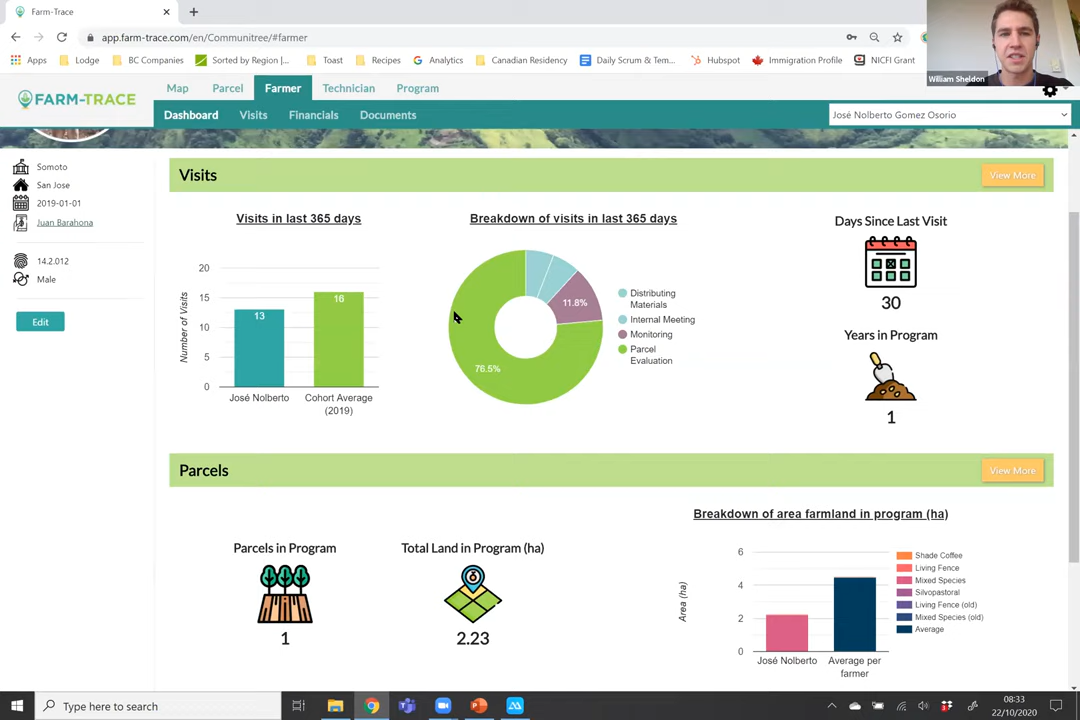 Farm-Trace
app.farm-trace.com/en/Communitree/#farmer
Apps
Lodge
BC Companies
Sorted by Region |...
Toast
Recipes
Analytics
Canadian Residency
Daily Scrum & Tem...
Hubspot
Immigration Profile
NICFI Grant
William Sheldon
FARM-TRACE
Map
Parcel
Farmer
Technician
Program
Dashboard
Visits
Financials
Documents
José Nolberto Gomez Osorio
Somoto
San Jose
2019-01-01
Juan Barahona
14.2.012
Male
Edit
Visits
View More
Visits in last 365 days
20
15
10
5
0
Number of Visits
13
16
José Nolberto
Cohort Average
(2019)
Breakdown of visits in last 365 days
11.8%
76.5%
Distributing
Materials
Internal Meeting
Monitoring
Parcel
Evaluation
Days Since Last Visit
30
Years in Program
1
Parcels
View More
Parcels in Program
1
Total Land in Program (ha)
2.23
Breakdown of area farmland in program (ha)
6
4
2
0
Area (ha)
José Nolberto
Average per
farmer
Shade Coffee
Living Fence
Mixed Species
Silvopastoral
Living Fence (old)
Mixed Species (old)
Average
Type here to search
08:33
22/10/2020